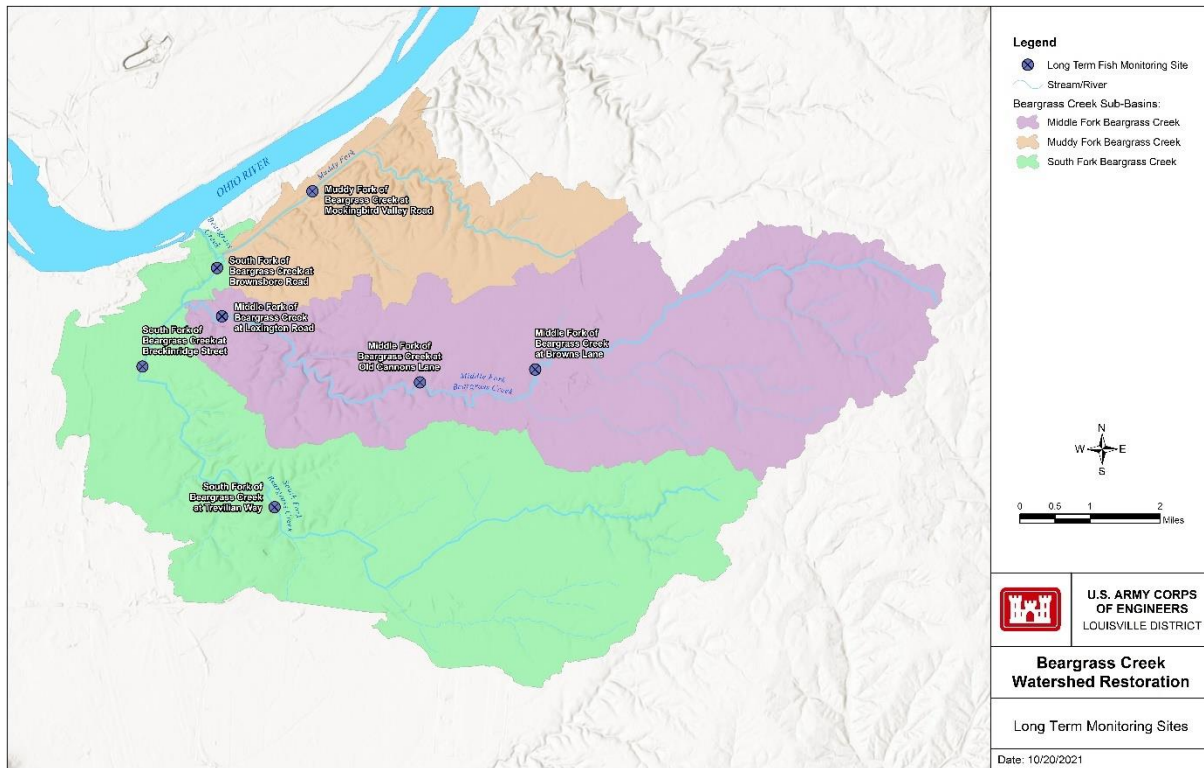 OHIO RIVER
Muddy Fork
Muddy Fork of
Beargrass Creek at
Mockingbird Valley Road
Beargrass
Creek
South Fork of
Beargrass Creek at
Brownsboro Road
Middle Fork of
Beargrass Creek
at Lexington Road
South Fork of
Beargrass Creek at
Breckinridge Street
Middle Fork of
Beargrass Creek at
Old Cannons Lane
Middle Fork of
Beargrass Creek
at Browns Lane
Middle Fork
Beargrass Creek
South Fork of
Beargrass Creek
at Trevilian Way
South Fork
Beargrass Creek
Legend
Long Term Fish Monitoring Site
Stream/River
Beargrass Creek Sub-Basins:
Middle Fork Beargrass Creek
Muddy Fork Beargrass Creek
South Fork Beargrass Creek
N
W E
S
0 0.5 1 2
Miles
U.S. ARMY CORPS
OF ENGINEERS
LOUISVILLE DISTRICT
Beargrass Creek
Watershed Restoration
Long Term Monitoring Sites
Date: 10/20/2021